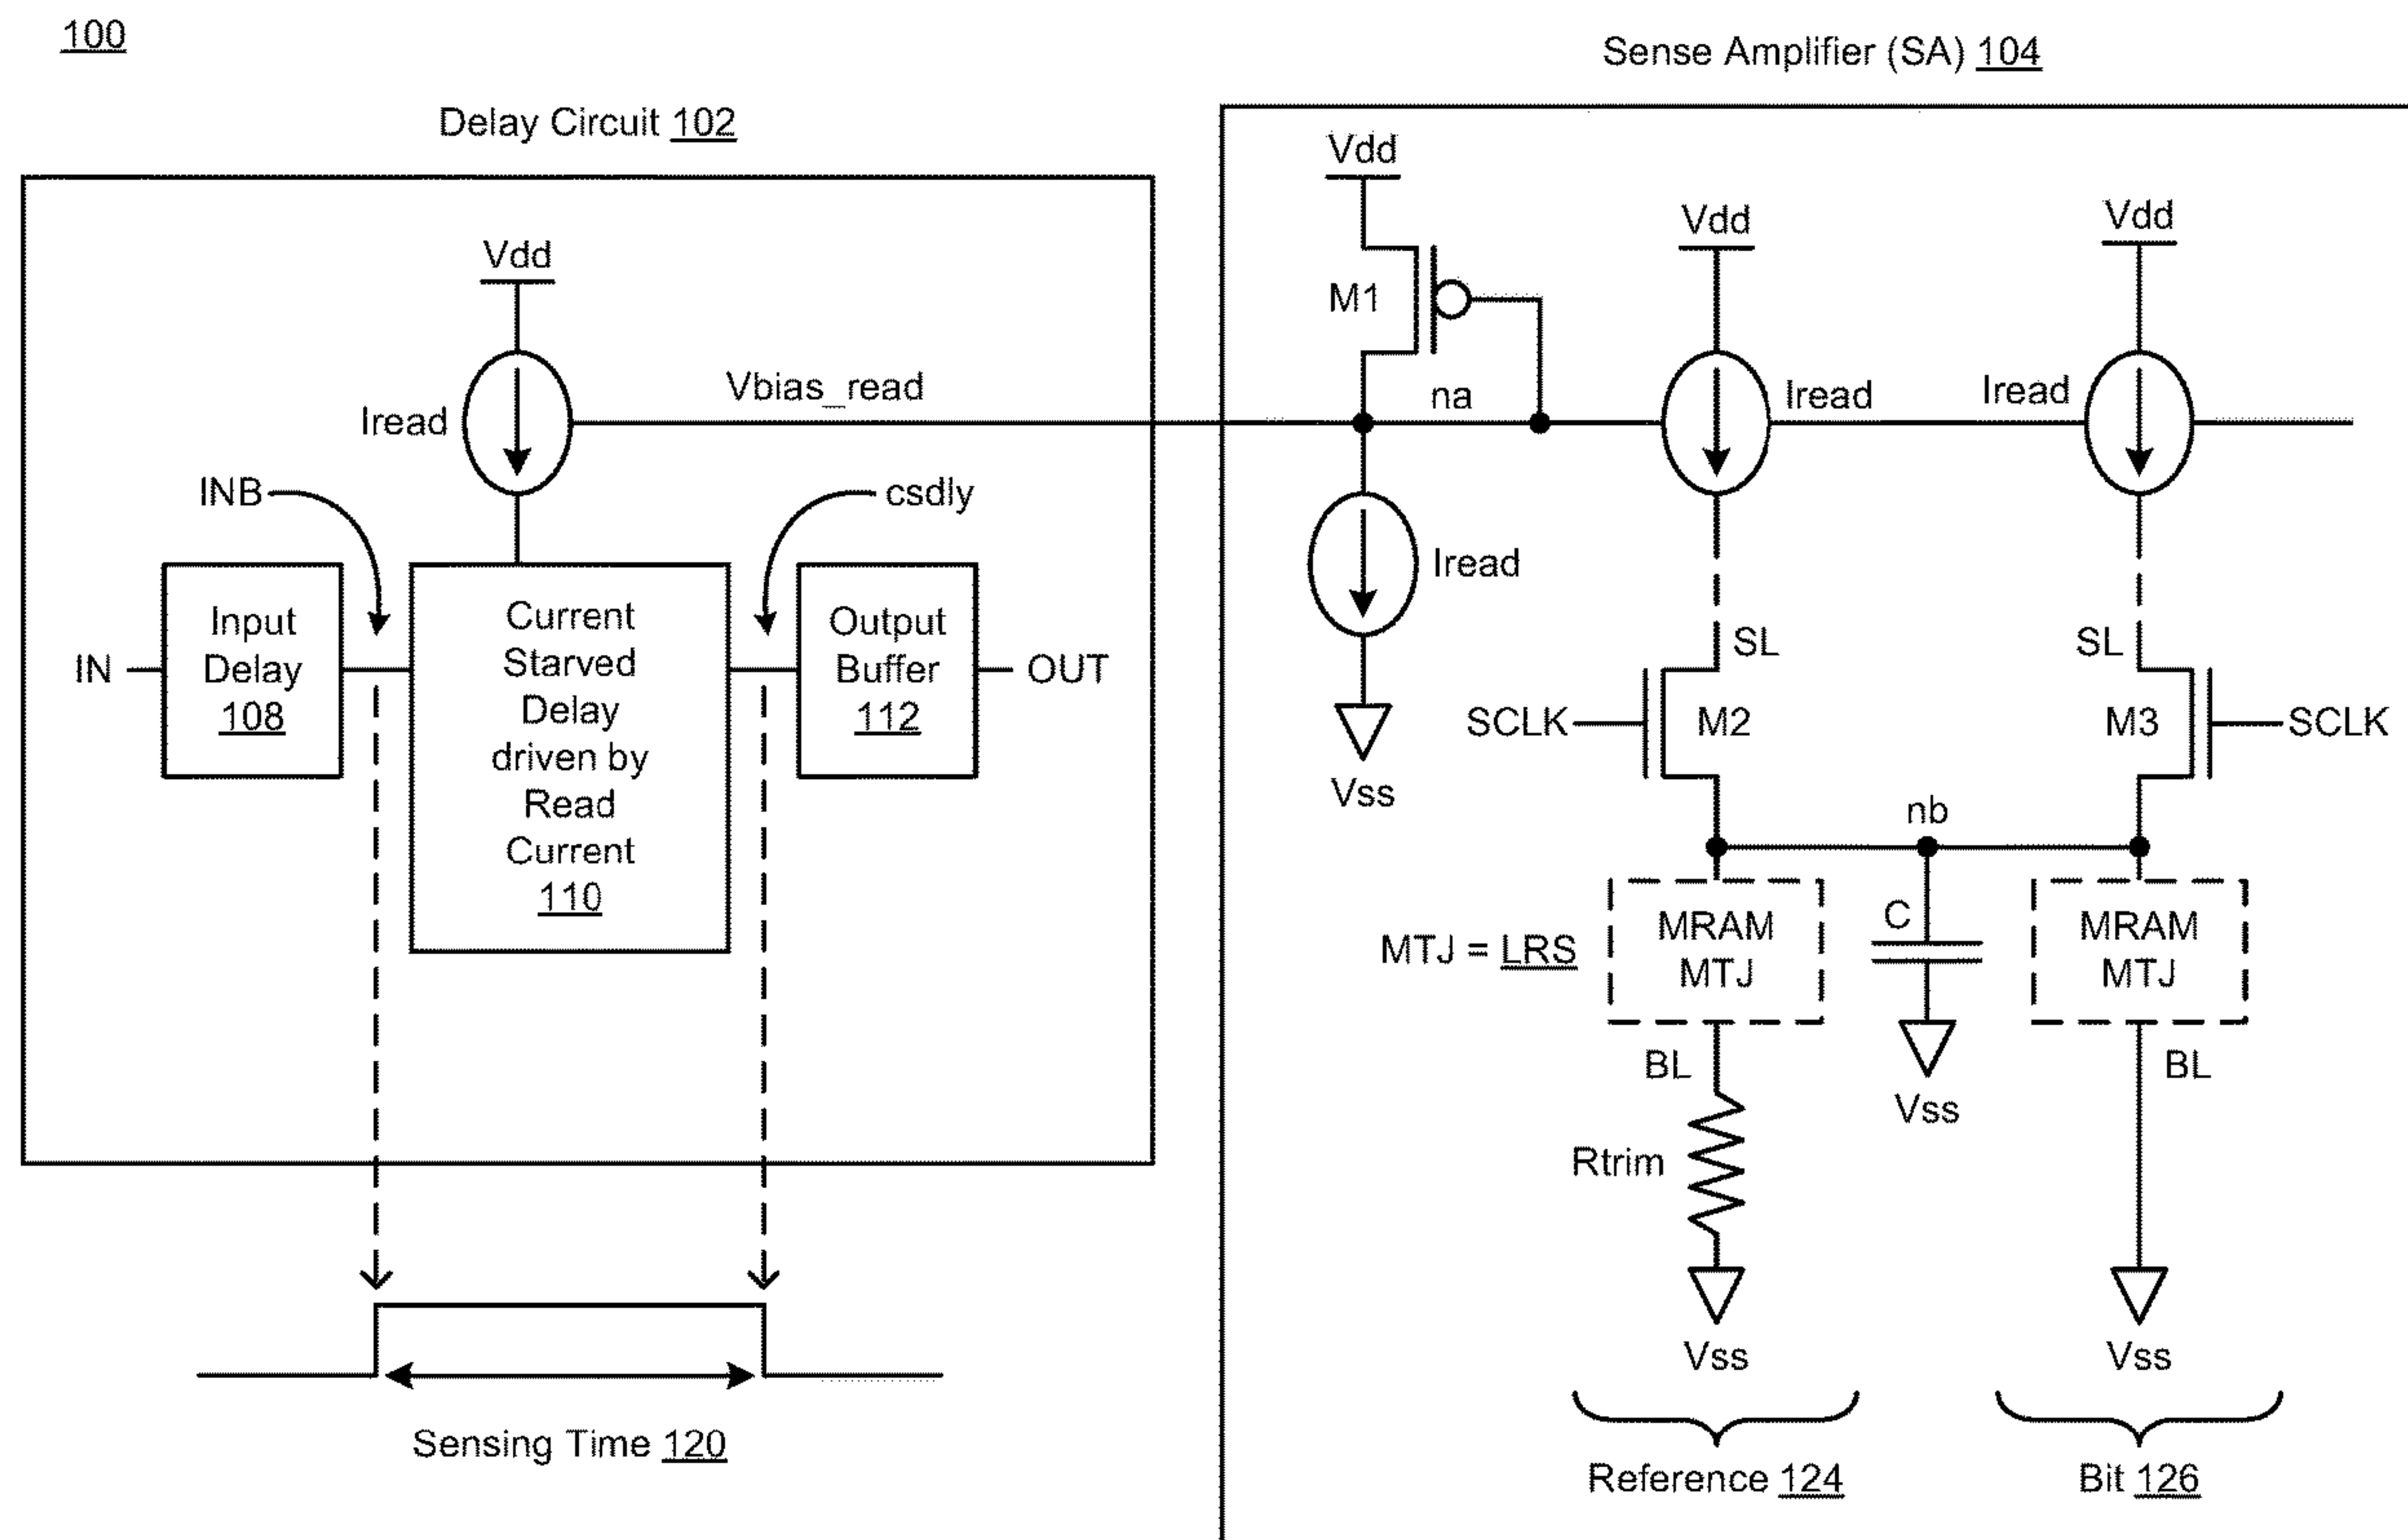 100
Delay Circuit 102
Vdd
Iread
Vbias_read
INB
csdly
IN
Input
Delay
108
Current
Starved
Delay
driven by
Read
Current
110
Output
Buffer
112
OUT
Sensing Time 120
Sense Amplifier (SA) 104
Vdd
M1
na
Iread
Vss
Vdd
Iread
SL
SCLK
M2
Vdd
Iread
SL
M3
SCLK
nb
MTJ = LRS
MRAM
MTJ
C
Vss
MRAM
MTJ
BL
BL
Rtrim
Vss
Vss
Reference 124
Bit 126